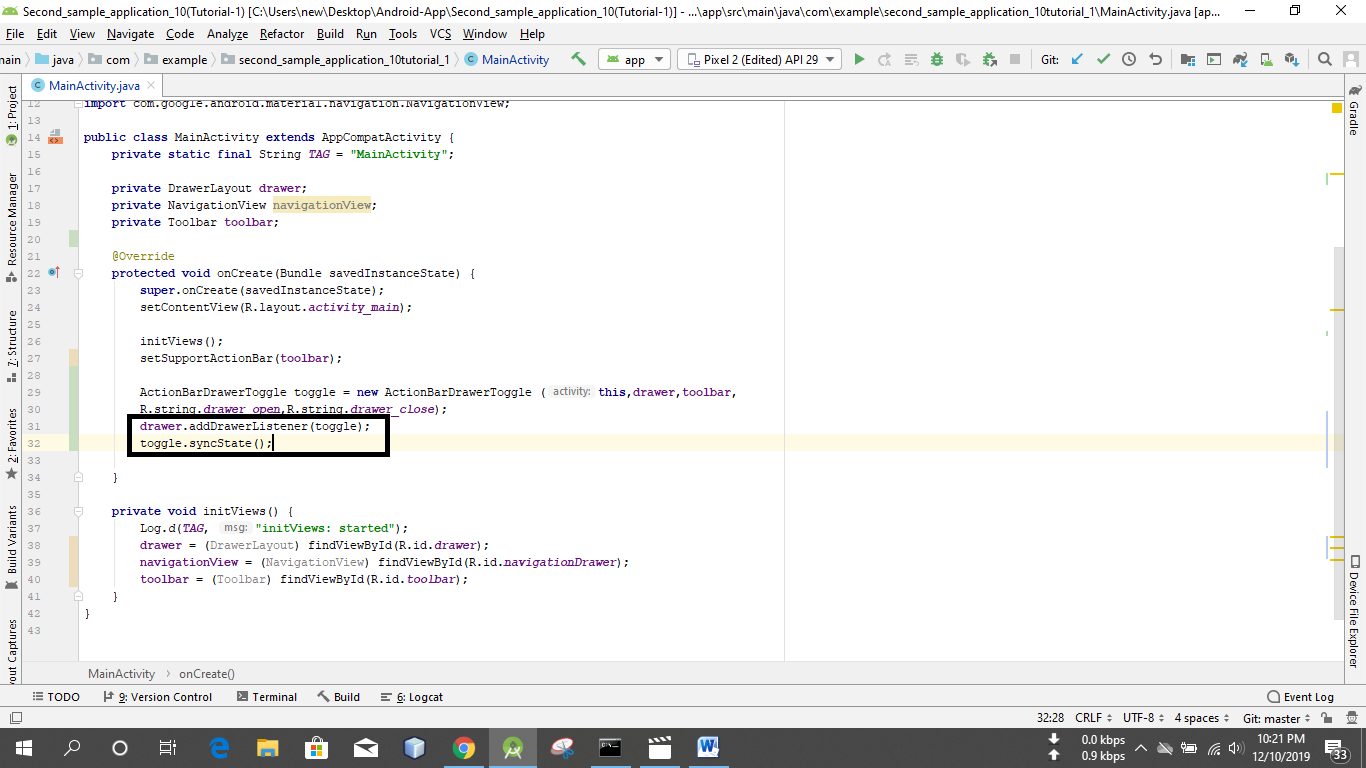 Second_sample_application_10(Tutorial-1) [C:\Users\new\Desktop\Android-App\Second_sample_application_10(Tutorial-1)] - ...\app\src\main\java\com\example\second_sample_application_10tutorial_1\MainActivity.java [ap...
File Edit View Navigate Code Analyze Refactor Build Run Tools VCS Window Help
main java com example second_sample_application_10tutorial_1 MainActivity app Pixel 2 (Edited) API 29 Git:
MainActivity.java
1: Project
Resource Manager
7: Structure
2: Favorites
Build Variants
yout Captures
12 import com.google.android.material.navigation.NavigationView;
13
14 public class MainActivity extends AppCompatActivity {
15 private static final String TAG = "MainActivity";
16
17 private DrawerLayout drawer;
18 private NavigationView navigationView;
19 private Toolbar toolbar;
20
21 @Override
22 protected void onCreate(Bundle savedInstanceState) {
23 super.onCreate(savedInstanceState);
24 setContentView(R.layout.activity_main);
25
26 initViews();
27 setSupportActionBar(toolbar);
28
29 ActionBarDrawerToggle toggle = new ActionBarDrawerToggle ( activity: this,drawer,toolbar,
30 R.string.drawer_open,R.string.drawer_close);
31 drawer.addDrawerListener(toggle);
32 toggle.syncState();
33
34 }
35
36 private void initViews() {
37 Log.d(TAG, msg: "initViews: started");
38 drawer = (DrawerLayout) findViewById(R.id.drawer);
39 navigationView = (NavigationView) findViewById(R.id.navigationDrawer);
40 toolbar = (Toolbar) findViewById(R.id.toolbar);
41 }
42 }
43
Gradle
Device File Explorer
MainActivity > onCreate()
TODO 9: Version Control Terminal Build 6: Logcat Event Log
32:28 CRLF UTF-8 4 spaces Git: master
0.0 kbps
0.9 kbps
10:21 PM
12/10/2019
33